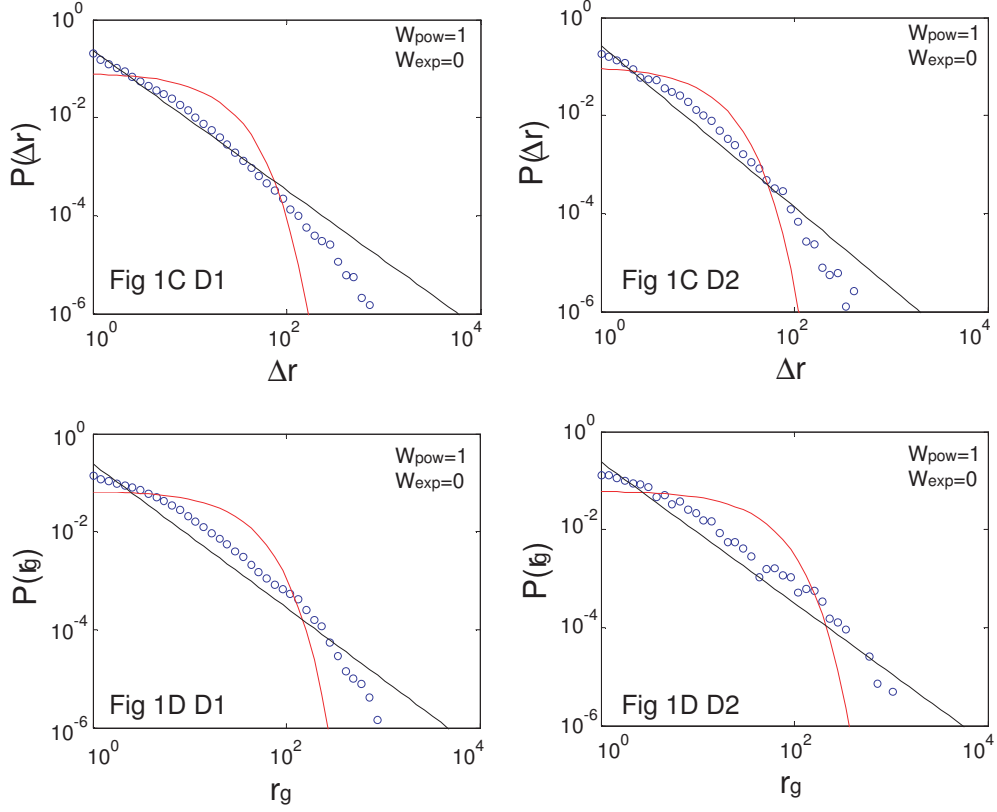 10^0
W_pow=1
W_exp=0
10^-2
P(Δr)
10^-4
Fig 1C D1
10^-6
10^0 10^2 10^4
Δr
10^0
W_pow=1
W_exp=0
10^-2
P(Δr)
10^-4
Fig 1C D2
10^-6
10^0 10^2 10^4
Δr
10^0
W_pow=1
W_exp=0
10^-2
P(r_g)
10^-4
Fig 1D D1
10^-6
10^0 10^2 10^4
r_g
10^0
W_pow=1
W_exp=0
10^-2
P(r_g)
10^-4
Fig 1D D2
10^-6
10^0 10^2 10^4
r_g